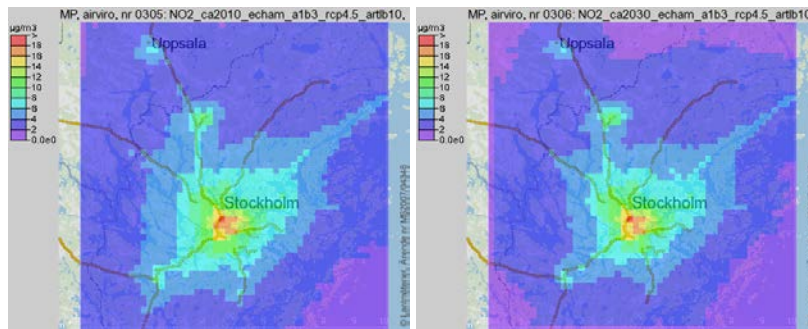 MP, airviro, nr 0305: NO2_ca2010_echam_a1b3_rcp4.5_artlb10,
µg/m3
18
16
14
12
10
8
6
4
2
0.0e0
Uppsala
Stockholm
MP, airviro, nr 0306: NO2_ca2030_echam_a1b3_rcp4.5_artlb10,
µg/m3
18
16
14
12
10
8
6
4
2
0.0e0
Uppsala
Stockholm